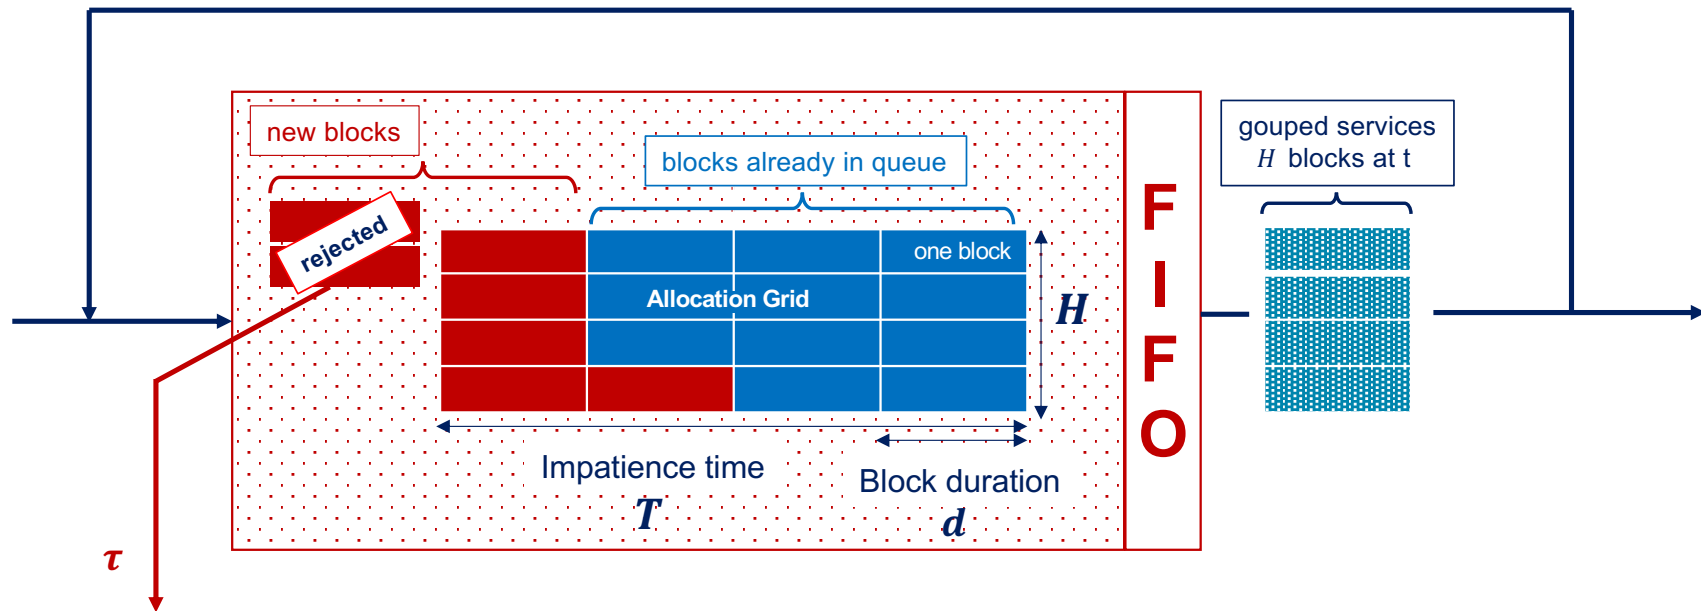 new blocks
rejected
blocks already in queue
one block
Allocation Grid
H
Impatience time
T
Block duration
d
τ
FIFO
gouped services
H blocks at t